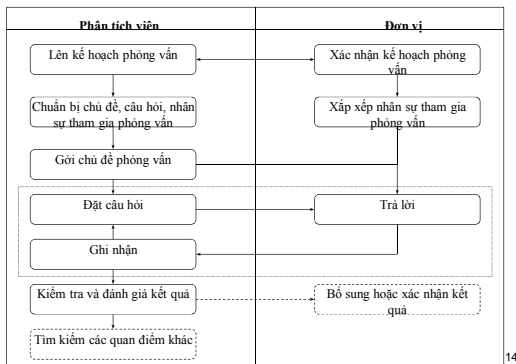 Phân tích viên
Đơn vị
Lên kế hoạch phỏng vấn
Xác nhận kế hoạch phỏng
vấn
Chuẩn bị chủ đề, câu hỏi, nhân
sự tham gia phỏng vấn
Xắp xếp nhân sự tham gia
phỏng vấn
Gởi chủ đề phỏng vấn
Đặt câu hỏi
Trả lời
Ghi nhận
Kiểm tra và đánh giá kết quả
Bổ sung hoặc xác nhận kết
quả
Tìm kiếm các quan điểm khác
14